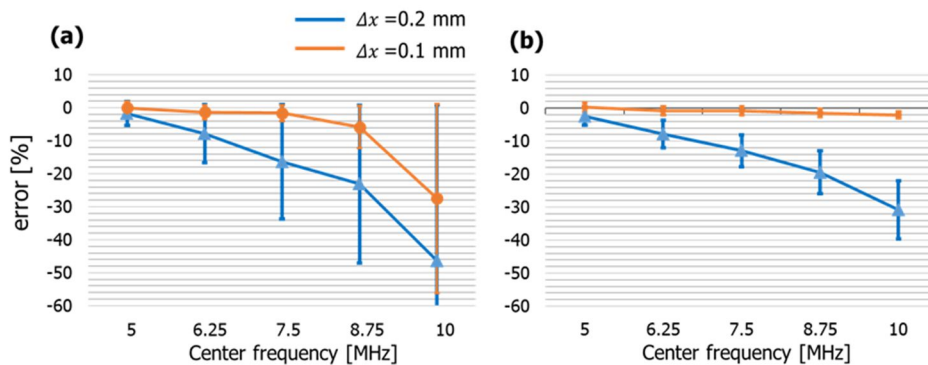 (a)
Δx =0.2 mm
Δx =0.1 mm
(b)
10
0
-10
-20
-30
-40
-50
-60
error [%]
5 6.25 7.5 8.75 10
Center frequency [MHz]
10
0
-10
-20
-30
-40
-50
-60
5 6.25 7.5 8.75 10
Center frequency [MHz]